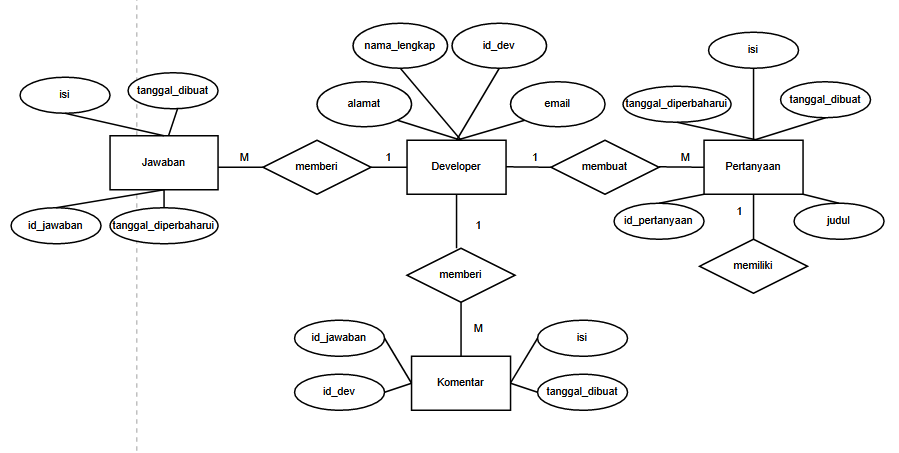 nama_lengkap
id_dev
isi
isi
tanggal_dibuat
alamat
email
tanggal_diperbaharui
tanggal_dibuat
Jawaban
M
memberi
1
Developer
1
membuat
M
Pertanyaan
id_jawaban
tanggal_diperbaharui
1
id_pertanyaan
1
judul
memberi
memiliki
M
id_jawaban
isi
Komentar
id_dev
tanggal_dibuat